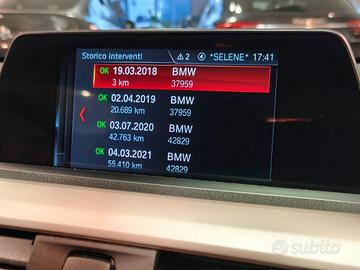 Storico interventi ⚠2 *SELENE* 17:41
OK 19.03.2018 BMW
3 km 37959
OK 02.04.2019 BMW
20.689 km 37959
OK 03.07.2020 BMW
42.763 km 42829
OK 04.03.2021 BMW
55.410 km 42829
subito